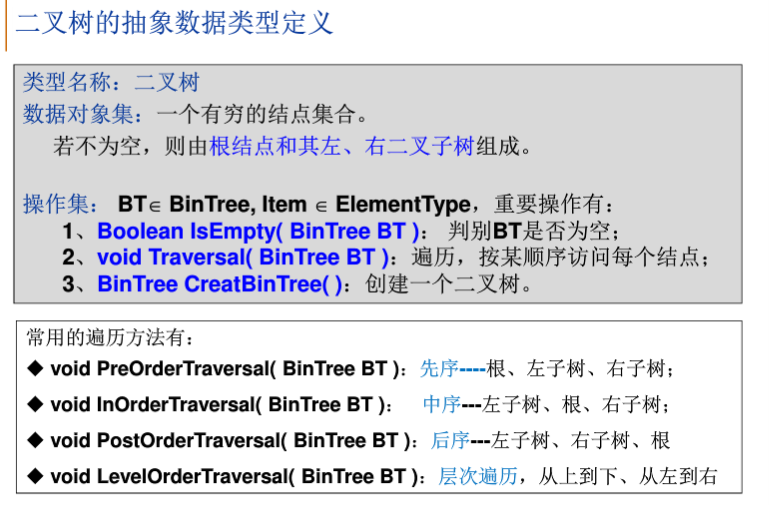 二叉树的抽象数据类型定义
类型名称：二叉树
数据对象集：一个有穷的结点集合。
若不为空，则由根结点和其左、右二叉子树组成。
操作集： BT∈ BinTree, Item ∈ ElementType，重要操作有：
1、Boolean IsEmpty( BinTree BT )： 判别BT是否为空；
2、void Traversal( BinTree BT )：遍历，按某顺序访问每个结点；
3、BinTree CreatBinTree( )：创建一个二叉树。
常用的遍历方法有：
◆ void PreOrderTraversal( BinTree BT )：先序----根、左子树、右子树；
◆ void InOrderTraversal( BinTree BT )： 中序---左子树、根、右子树；
◆ void PostOrderTraversal( BinTree BT )：后序---左子树、右子树、根
◆ void LevelOrderTraversal( BinTree BT )：层次遍历，从上到下、从左到右